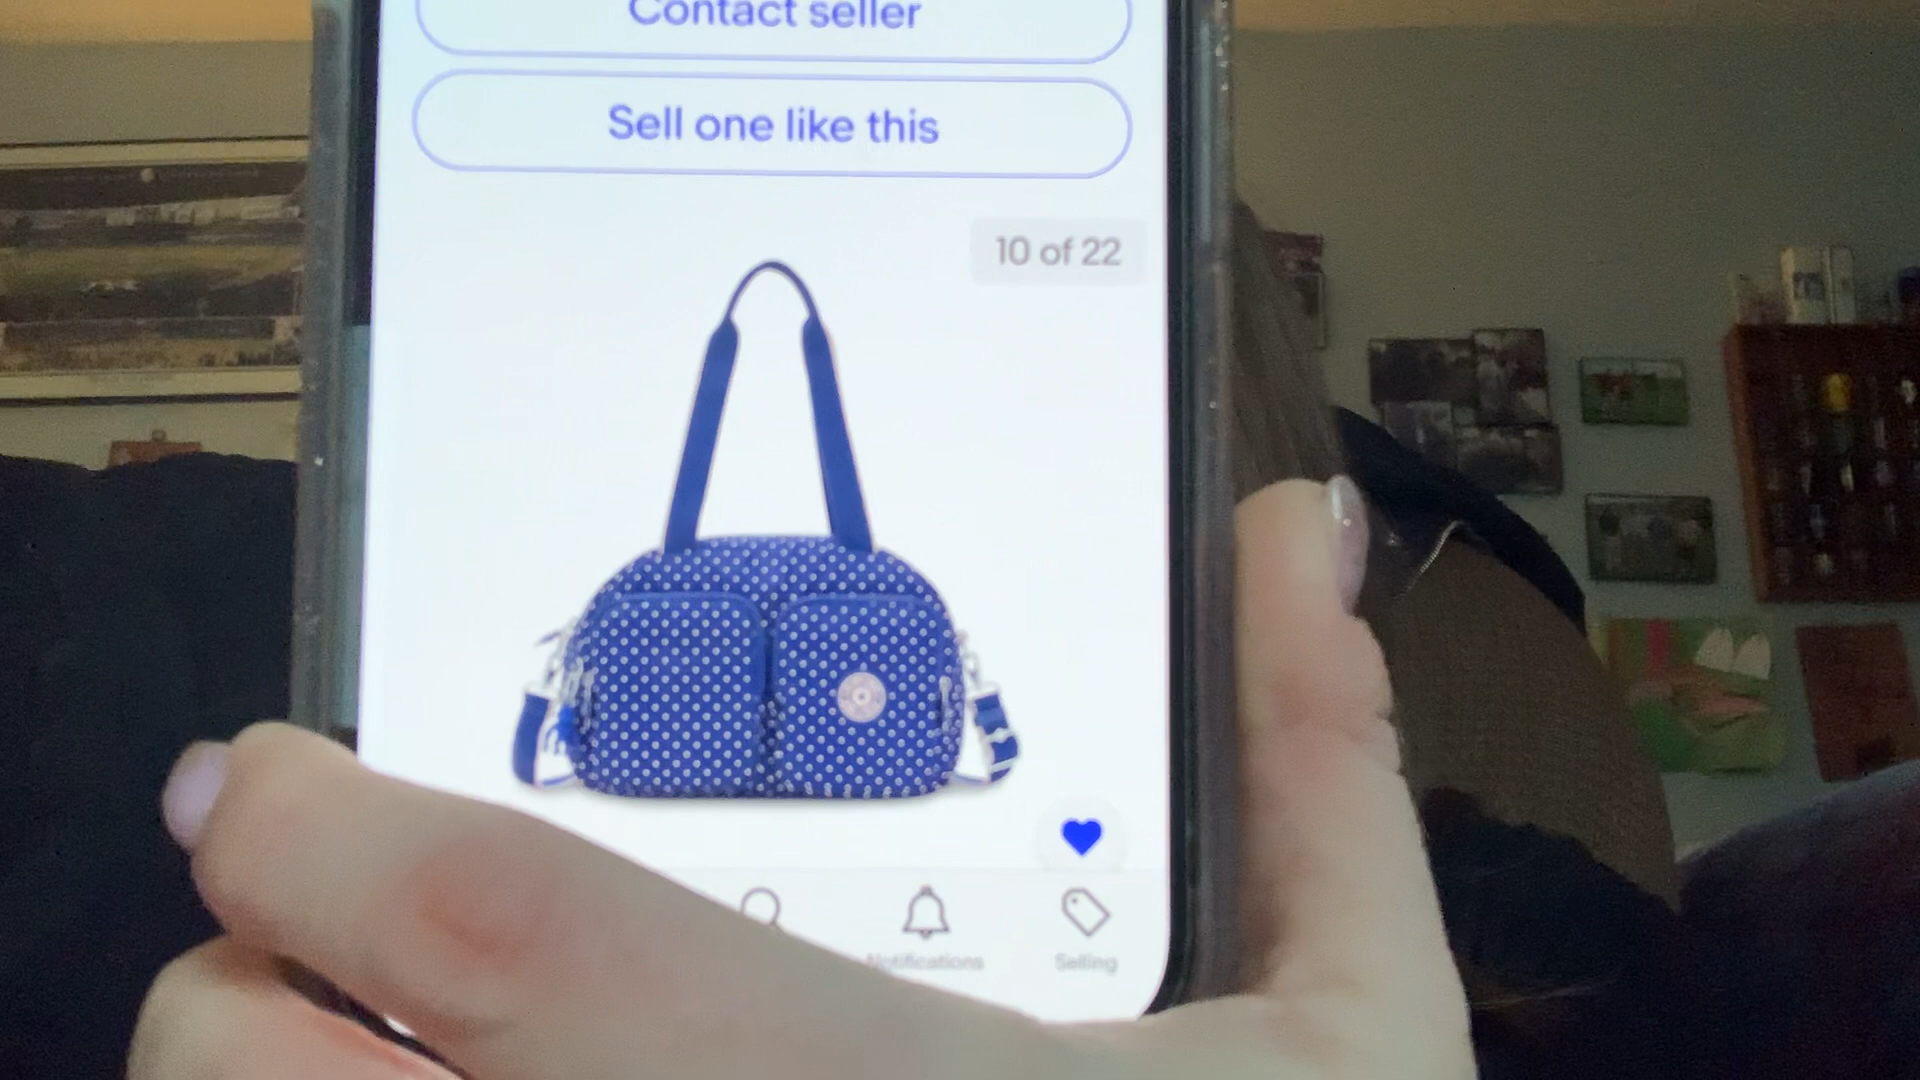 Contact seller
Sell one like this
10 of 22
Notifications
Selling